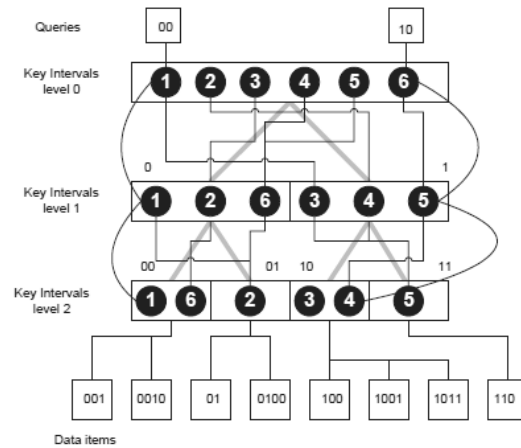 Queries 00 10
Key Intervals
level 0
1 2 3 4 5 6
0 1
Key Intervals
level 1
1 2 6 3 4 5
00 01 10 11
Key Intervals
level 2
1 6 2 3 4 5
001 0010 01 0100 100 1001 1011 110
Data items